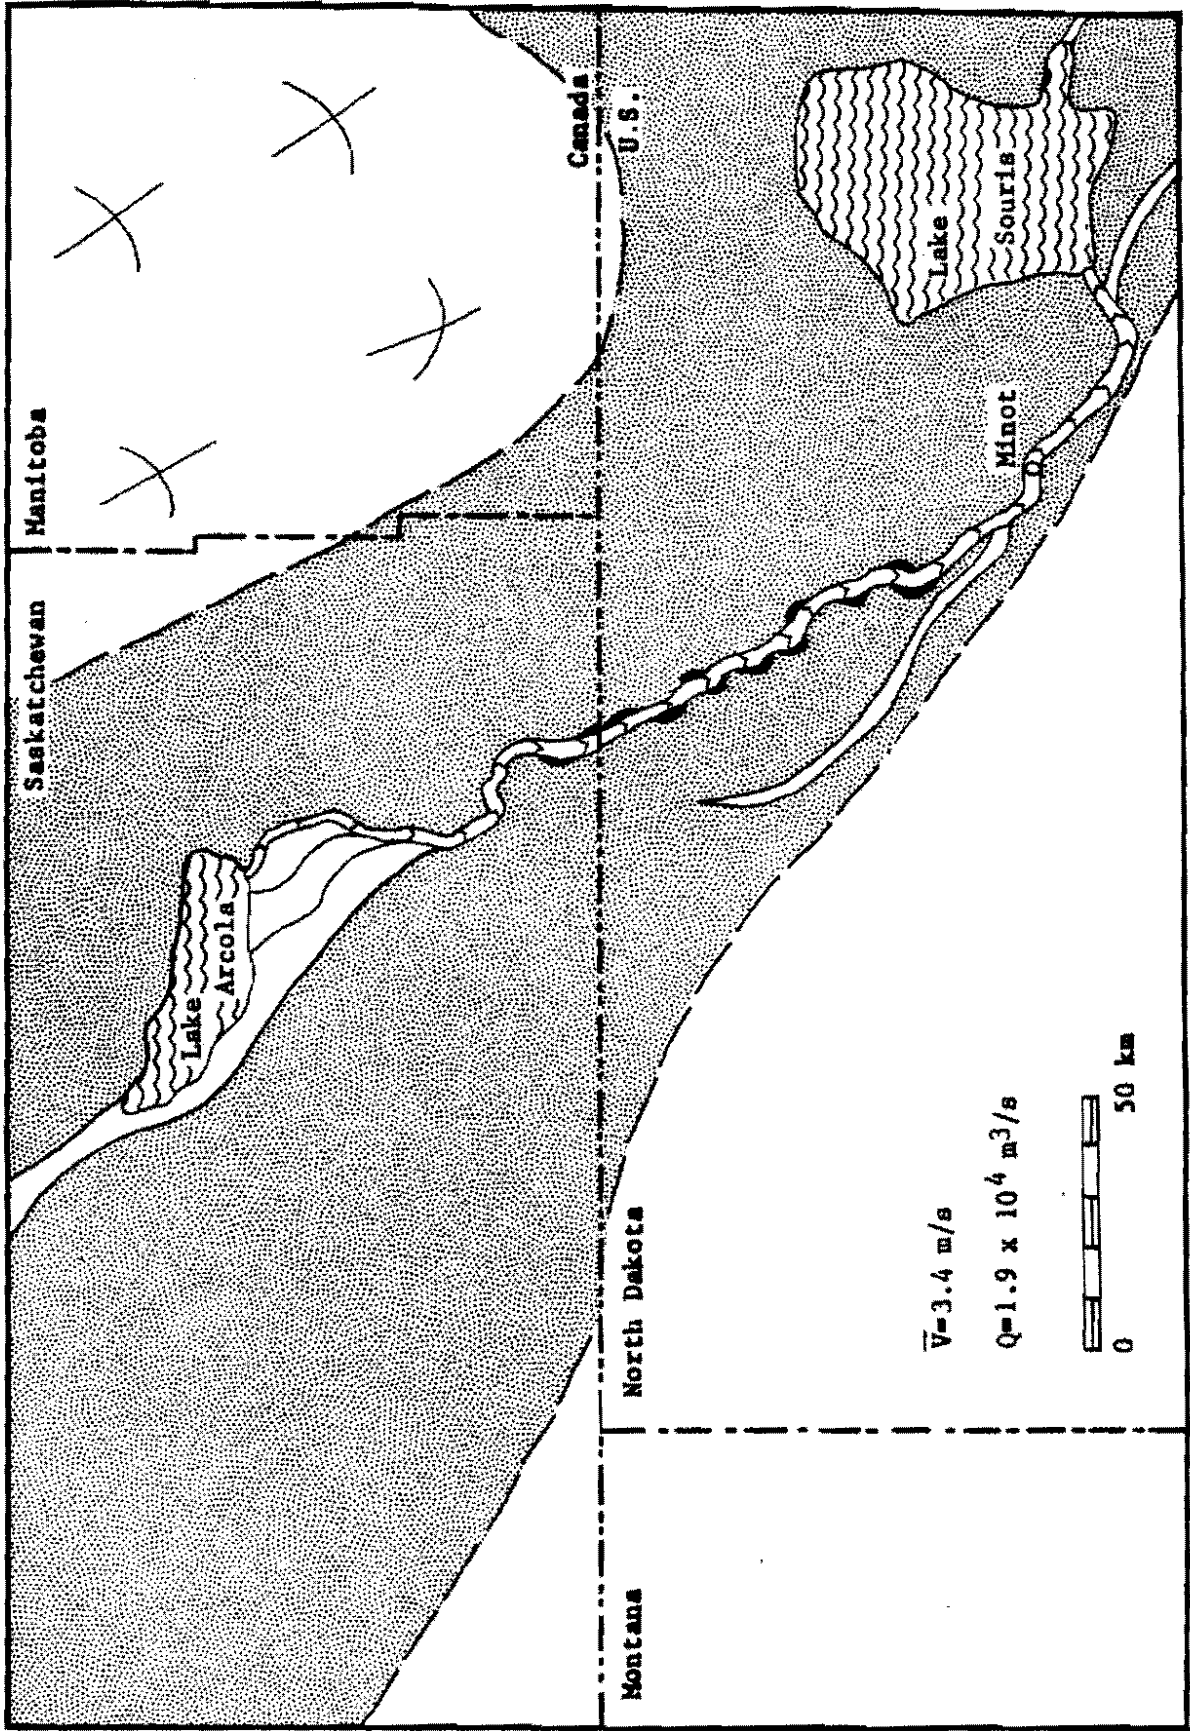 Saskatchewan
Manitoba
Lake
Arcola
Canada
U.S.
Montana
North Dakota
Minot
Lake
Souris
V̅=3.4 m/s
Q=1.9 x 10⁴ m³/s
0
50 km